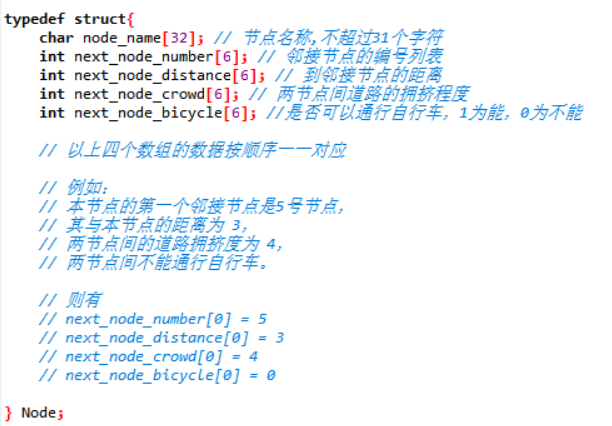 typedef struct{
char node_name[32]; // 节点名称,不超过31个字符
int next_node_number[6]; // 邻接节点的编号列表
int next_node_distance[6]; // 到邻接节点的距离
int next_node_crowd[6]; // 两节点间道路的拥挤程度
int next_node_bicycle[6]; //是否可以通行自行车，1为能，0为不能
// 以上四个数组的数据按顺序一一对应
// 例如：
// 本节点的第一个邻接节点是5号节点，
// 其与本节点的距离为 3，
// 两节点间的道路拥挤度为 4，
// 两节点间不能通行自行车。
// 则有
// next_node_number[0] = 5
// next_node_distance[0] = 3
// next_node_crowd[0] = 4
// next_node_bicycle[0] = 0
} Node;